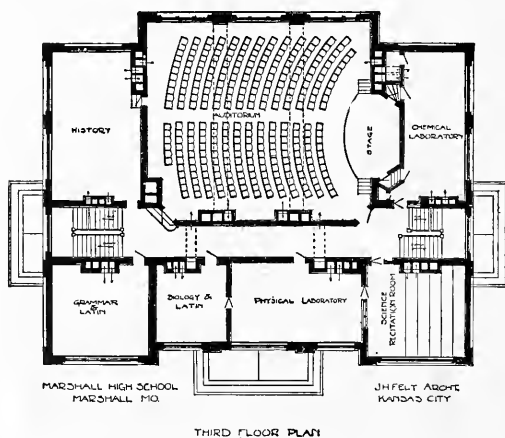 HISTORY
AUDITORIUM
STAGE
CHEMICAL
LABORATORY
GRAMMAR
&
LATIN
BIOLOGY &
LATIN
PHYSICAL LABORATORY
SCIENCE
RECITATION ROOM
MARSHALL HIGH SCHOOL
MARSHALL MO.
J.H.FELT ARCHT.
KANSAS CITY
THIRD FLOOR PLAN